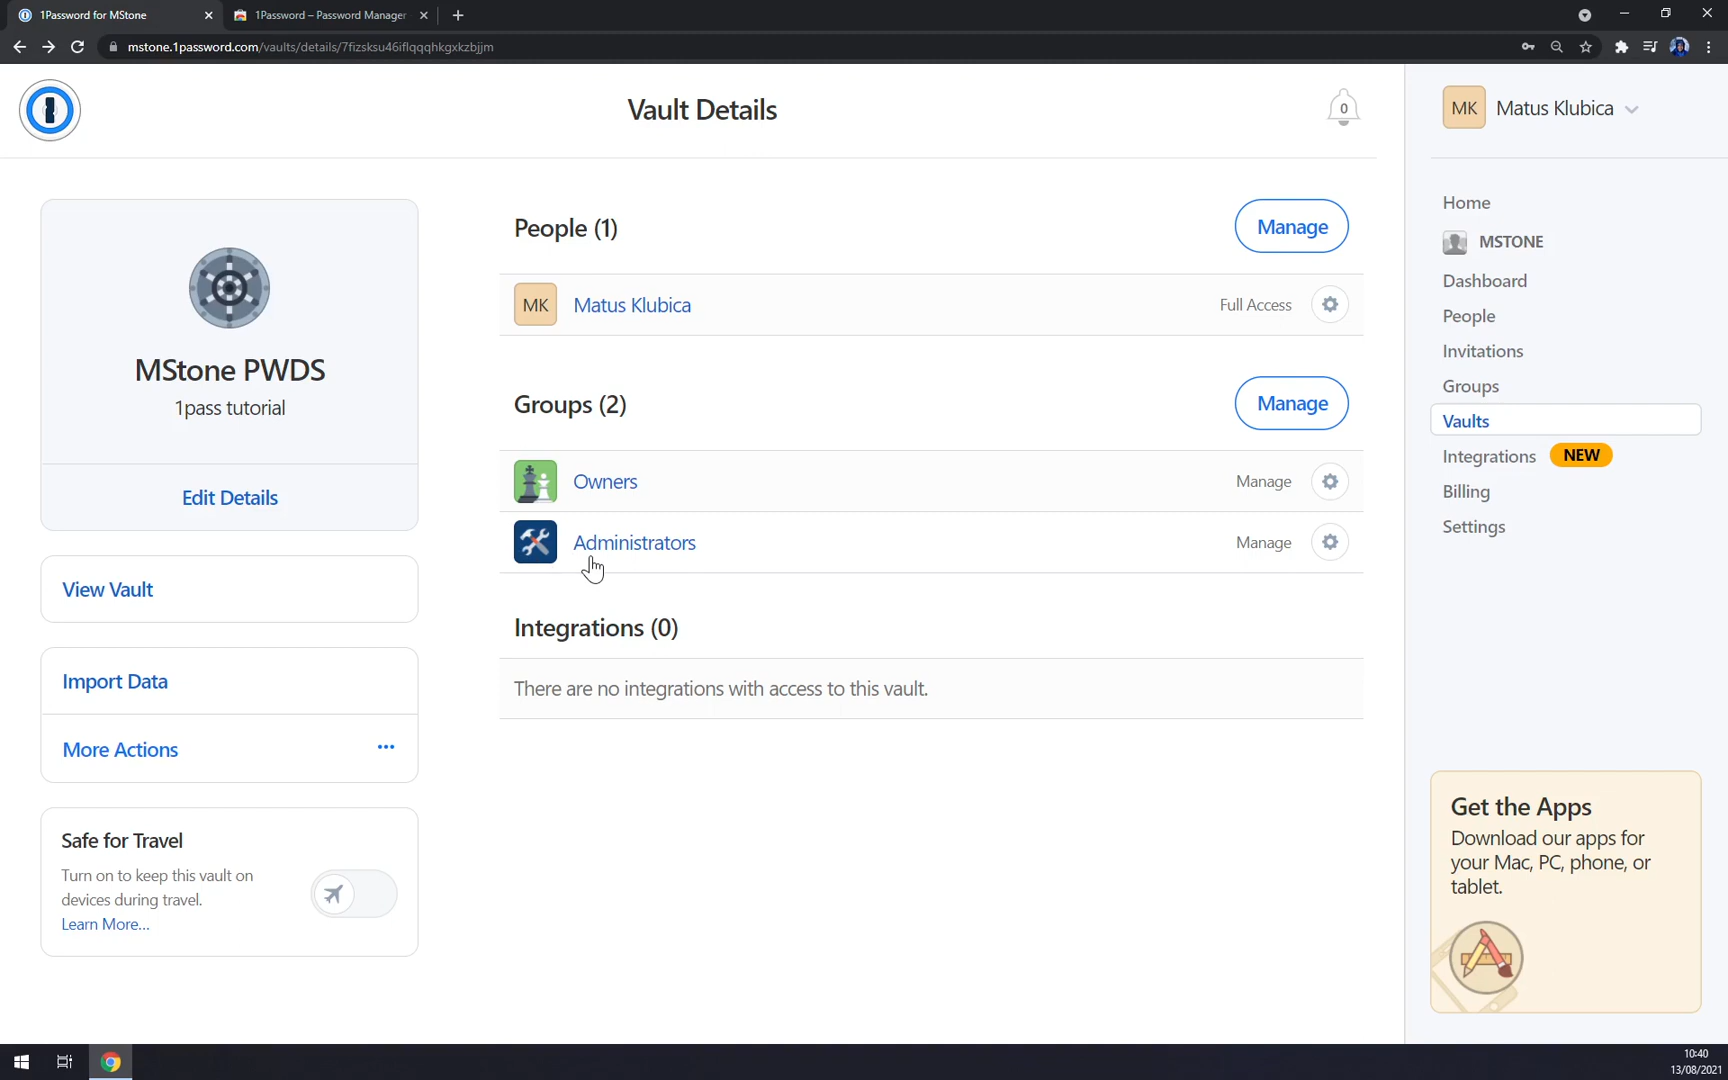 1Password for MStone
1Password – Password Manager
mstone.1password.com/vaults/details/7fizsksu46iflqqqhkgxkzbjjm
Vault Details
0
MK Matus Klubica
MStone PWDS
1pass tutorial
Edit Details
View Vault
Import Data
More Actions
Safe for Travel
Turn on to keep this vault on
devices during travel.
Learn More...
People (1)
Manage
MK Matus Klubica Full Access
Groups (2)
Manage
Owners Manage
Administrators Manage
Integrations (0)
There are no integrations with access to this vault.
Home
MSTONE
Dashboard
People
Invitations
Groups
Vaults
Integrations NEW
Billing
Settings
Get the Apps
Download our apps for
your Mac, PC, phone, or
tablet.
10:40
13/08/2021